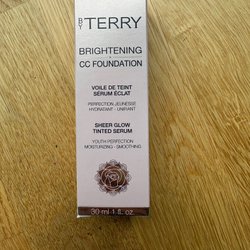 BY TERRY
BRIGHTENING
CC FOUNDATION
VOILE DE TEINT
SÉRUM ÉCLAT
PERFECTION JEUNESSE
HYDRATANT - UNIFIANT
SHEER GLOW
TINTED SERUM
YOUTH PERFECTION
MOISTURIZING - SMOOTHING
30 ml 1 fl. oz